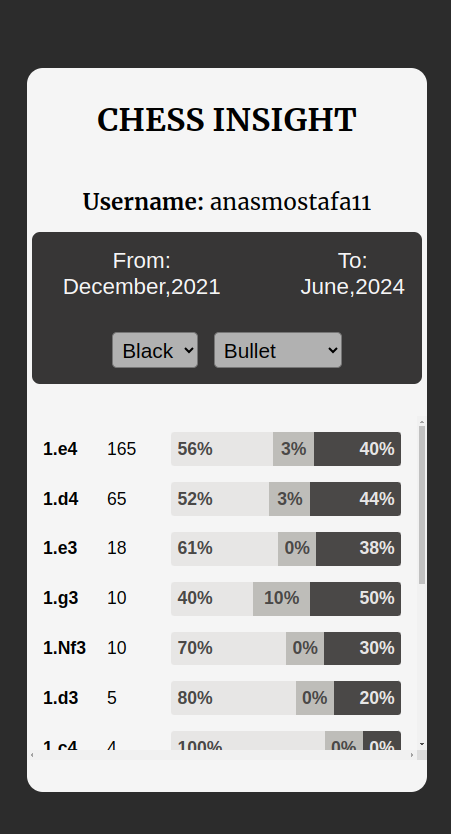 CHESS INSIGHT
Username: anasmostafa11
From: To:
December,2021 June,2024
Black Bullet
1.e4 165 56% 3% 40%
1.d4 65 52% 3% 44%
1.e3 18 61% 0% 38%
1.g3 10 40% 10% 50%
1.Nf3 10 70% 0% 30%
1.d3 5 80% 0% 20%
1.c4 4 100% 0% 0%